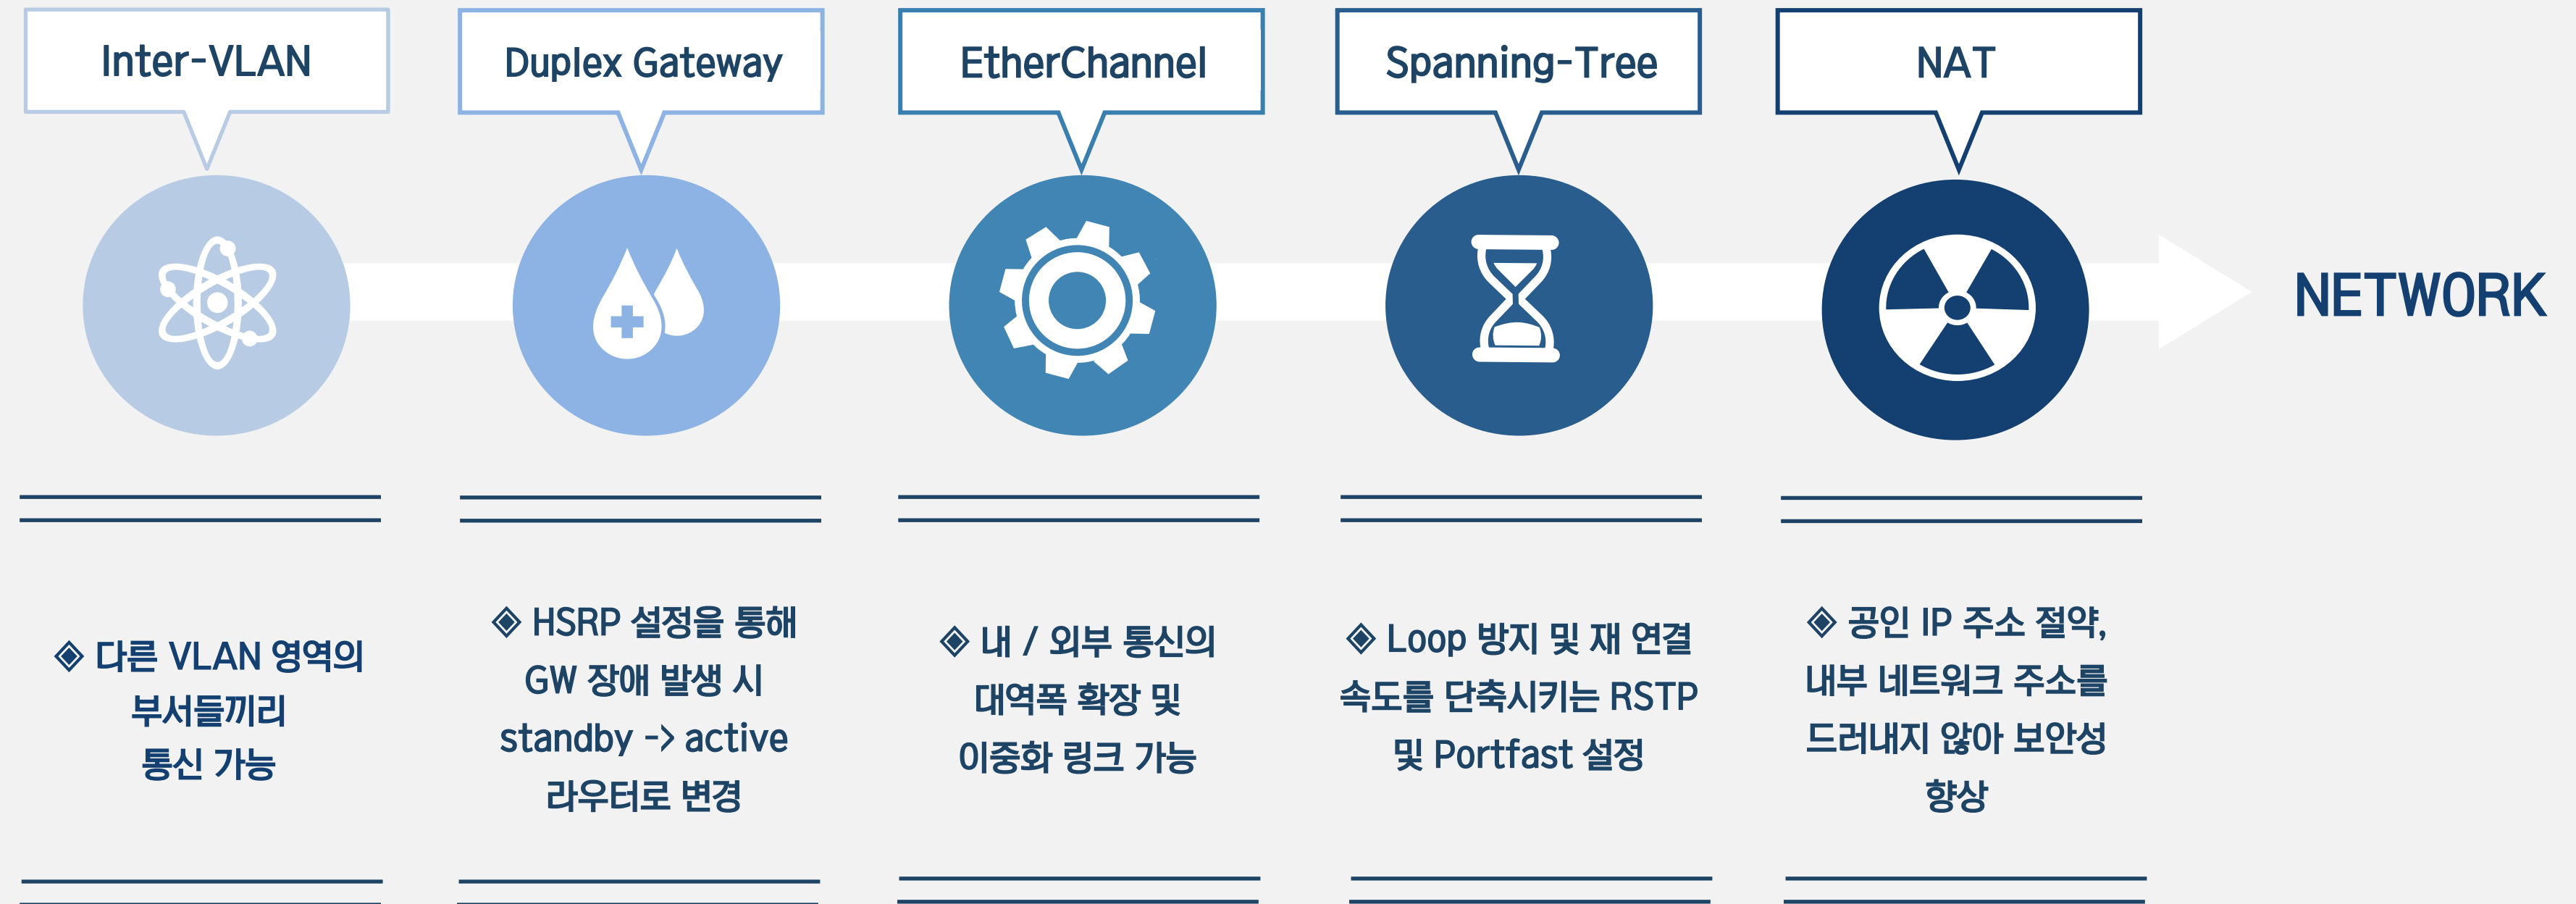 Inter-VLAN
Duplex Gateway
EtherChannel
Spanning-Tree
NAT
NETWORK
◈ 다른 VLAN 영역의
부서들끼리
통신 가능
◈ HSRP 설정을 통해
GW 장애 발생 시
standby -> active
라우터로 변경
◈ 내 / 외부 통신의
대역폭 확장 및
이중화 링크 가능
◈ Loop 방지 및 재 연결
속도를 단축시키는 RSTP
및 Portfast 설정
◈ 공인 IP 주소 절약,
내부 네트워크 주소를
드러내지 않아 보안성
향상